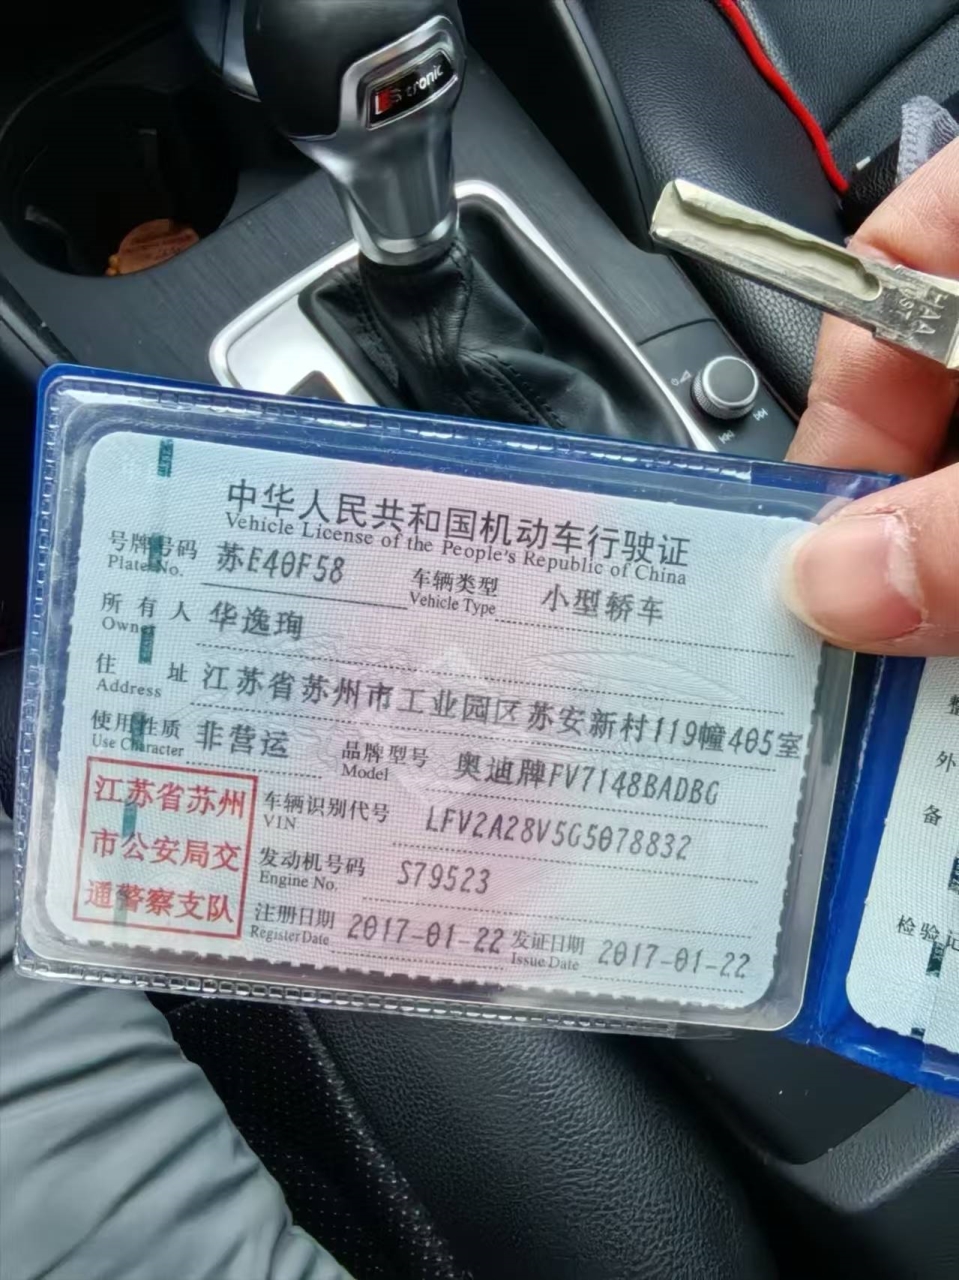 S tronic
HAA
中华人民共和国机动车行驶证
Vehicle License of the People's Republic of China
号牌号码 苏E40F58 车辆类型 小型轿车
Plate No. Vehicle Type
所有人 华逸珣
Owner
住址 江苏省苏州市工业园区苏安新村119幢405室
Address
使用性质 非营运 品牌型号 奥迪牌FV7148BADBG
Use Character Model
江苏省苏州
市公安局交
通警察支队
车辆识别代号 LFV2A28V5G5078832
VIN
发动机号码 S79523
Engine No.
注册日期 2017-01-22 发证日期 2017-01-22
Register Date Issue Date
外
备
检验记